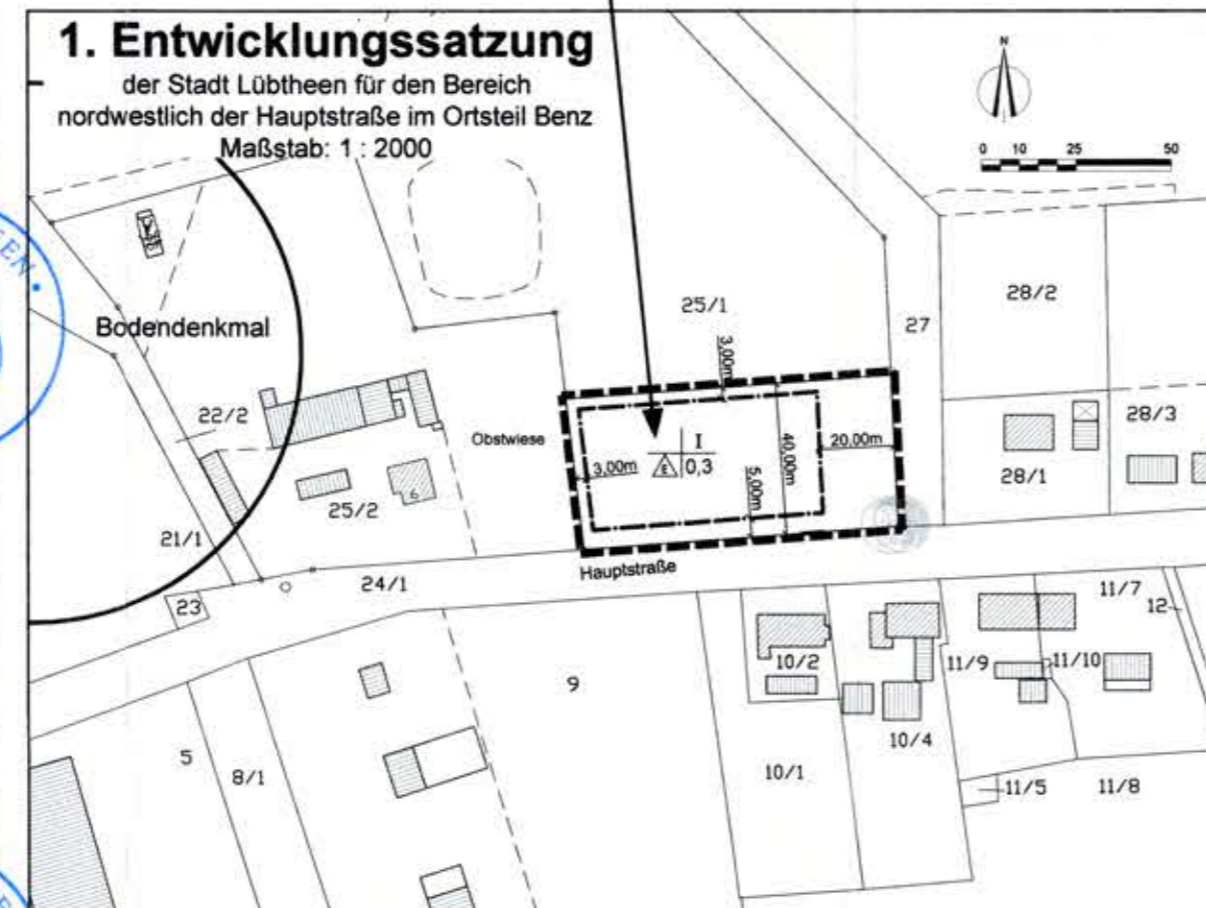 1. Entwicklungssatzung
der Stadt Lübtheen für den Bereich
nordwestlich der Hauptstraße im Ortsteil Benz
Maßstab: 1 : 2000
N
0 10 25 50
EN •
Bodendenkmal
25/1
27
28/2
3,00m
22/2
Obstwiese
I
E 0,3
3,00m
40,00m
5,00m
20,00m
28/3
28/1
6
25/2
21/1
Hauptstraße
24/1
23
11/7
12
10/2
11/9
11/10
9
5
8/1
10/4
10/1
11/5
11/8
E